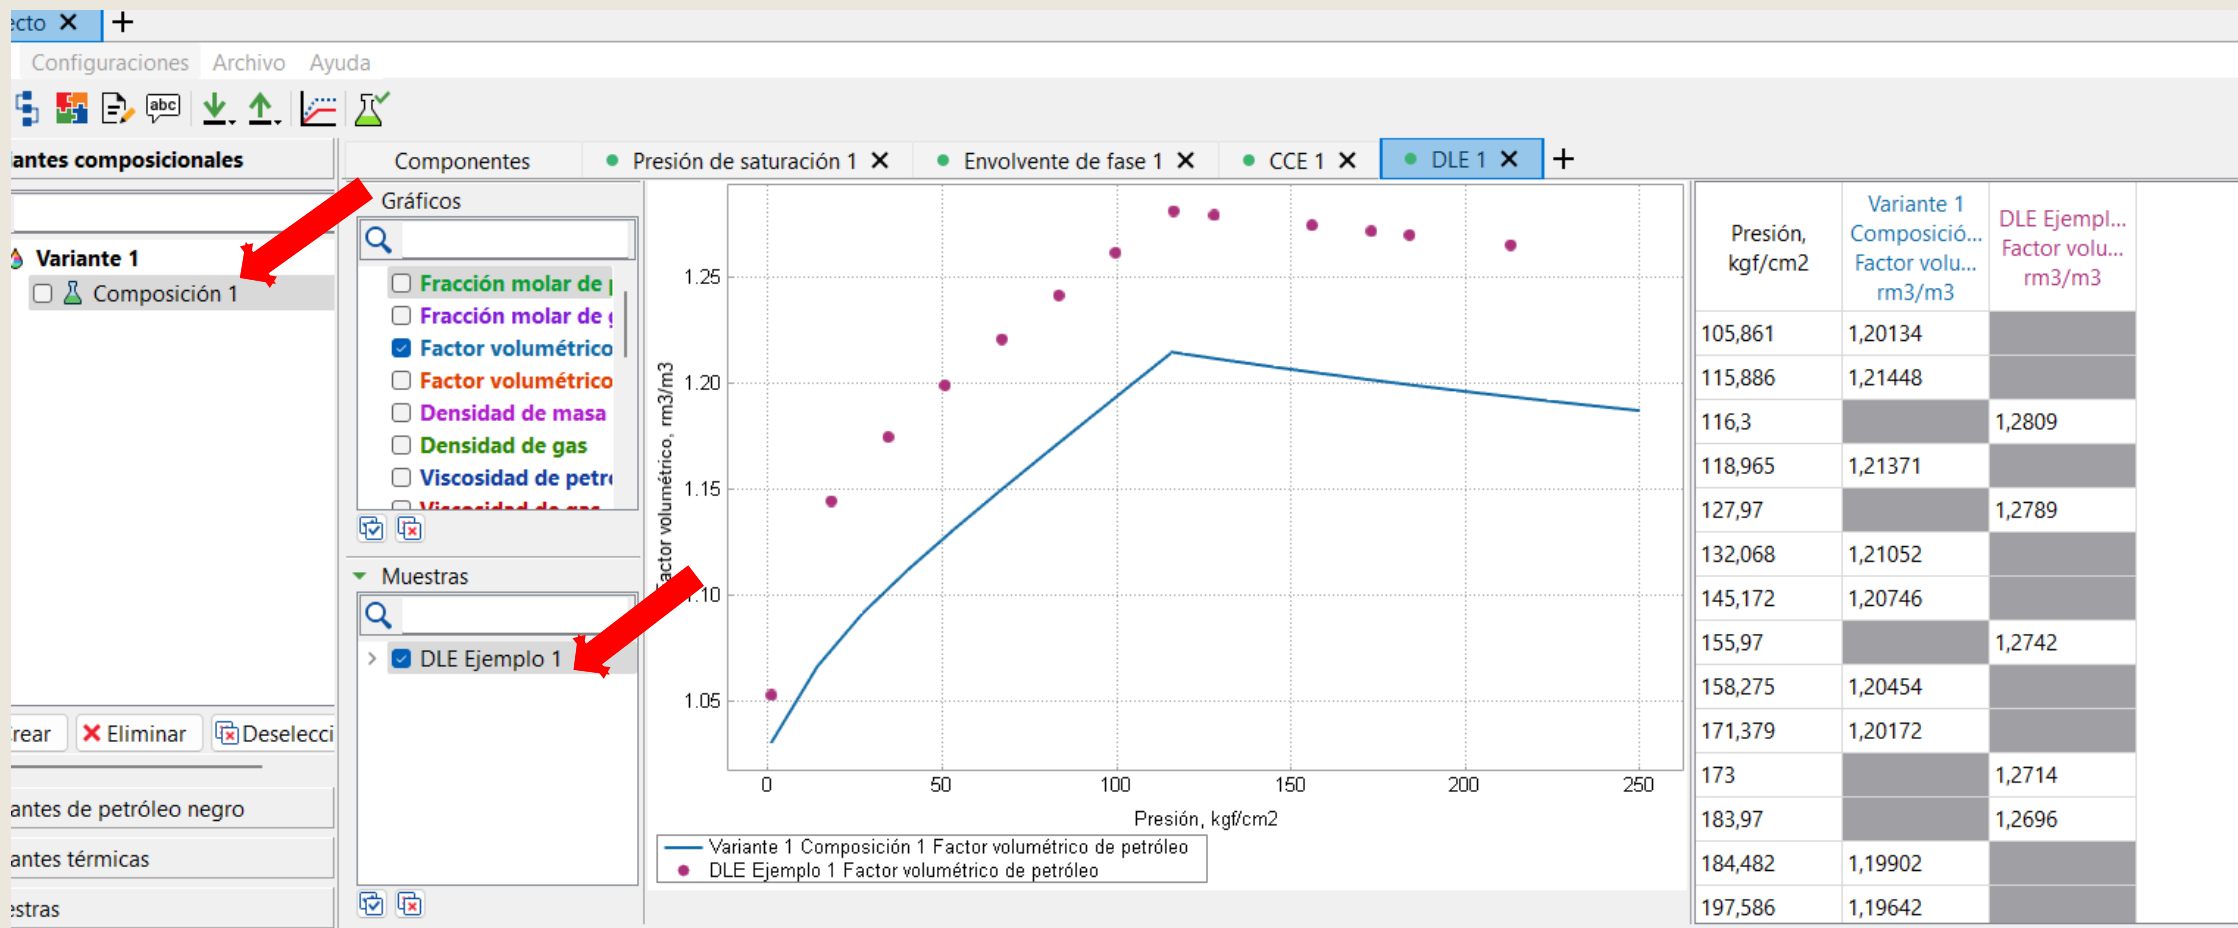 ecto
Configuraciones Archivo Ayuda
abc
antes composicionales
Componentes
Presión de saturación 1
Envolvente de fase 1
CCE 1
DLE 1
Variante 1
Composición 1
Crear
Eliminar
Deselecci
antes de petróleo negro
antes térmicas
estras
Gráficos
Fracción molar de p
Fracción molar de g
Factor volumétrico
Factor volumétrico
Densidad de masa
Densidad de gas
Viscosidad de petró
Viscosidad de gas
Muestras
DLE Ejemplo 1
Factor volumétrico, rm3/m3
1.25
1.20
1.15
1.10
1.05
0 50 100 150 200 250
Presión, kgf/cm2
Variante 1 Composición 1 Factor volumétrico de petróleo
DLE Ejemplo 1 Factor volumétrico de petróleo
Presión,
kgf/cm2
Variante 1
Composició...
Factor volu...
rm3/m3
DLE Ejempl...
Factor volu...
rm3/m3
105,861 1,20134
115,886 1,21448
116,3 1,2809
118,965 1,21371
127,97 1,2789
132,068 1,21052
145,172 1,20746
155,97 1,2742
158,275 1,20454
171,379 1,20172
173 1,2714
183,97 1,2696
184,482 1,19902
197,586 1,19642